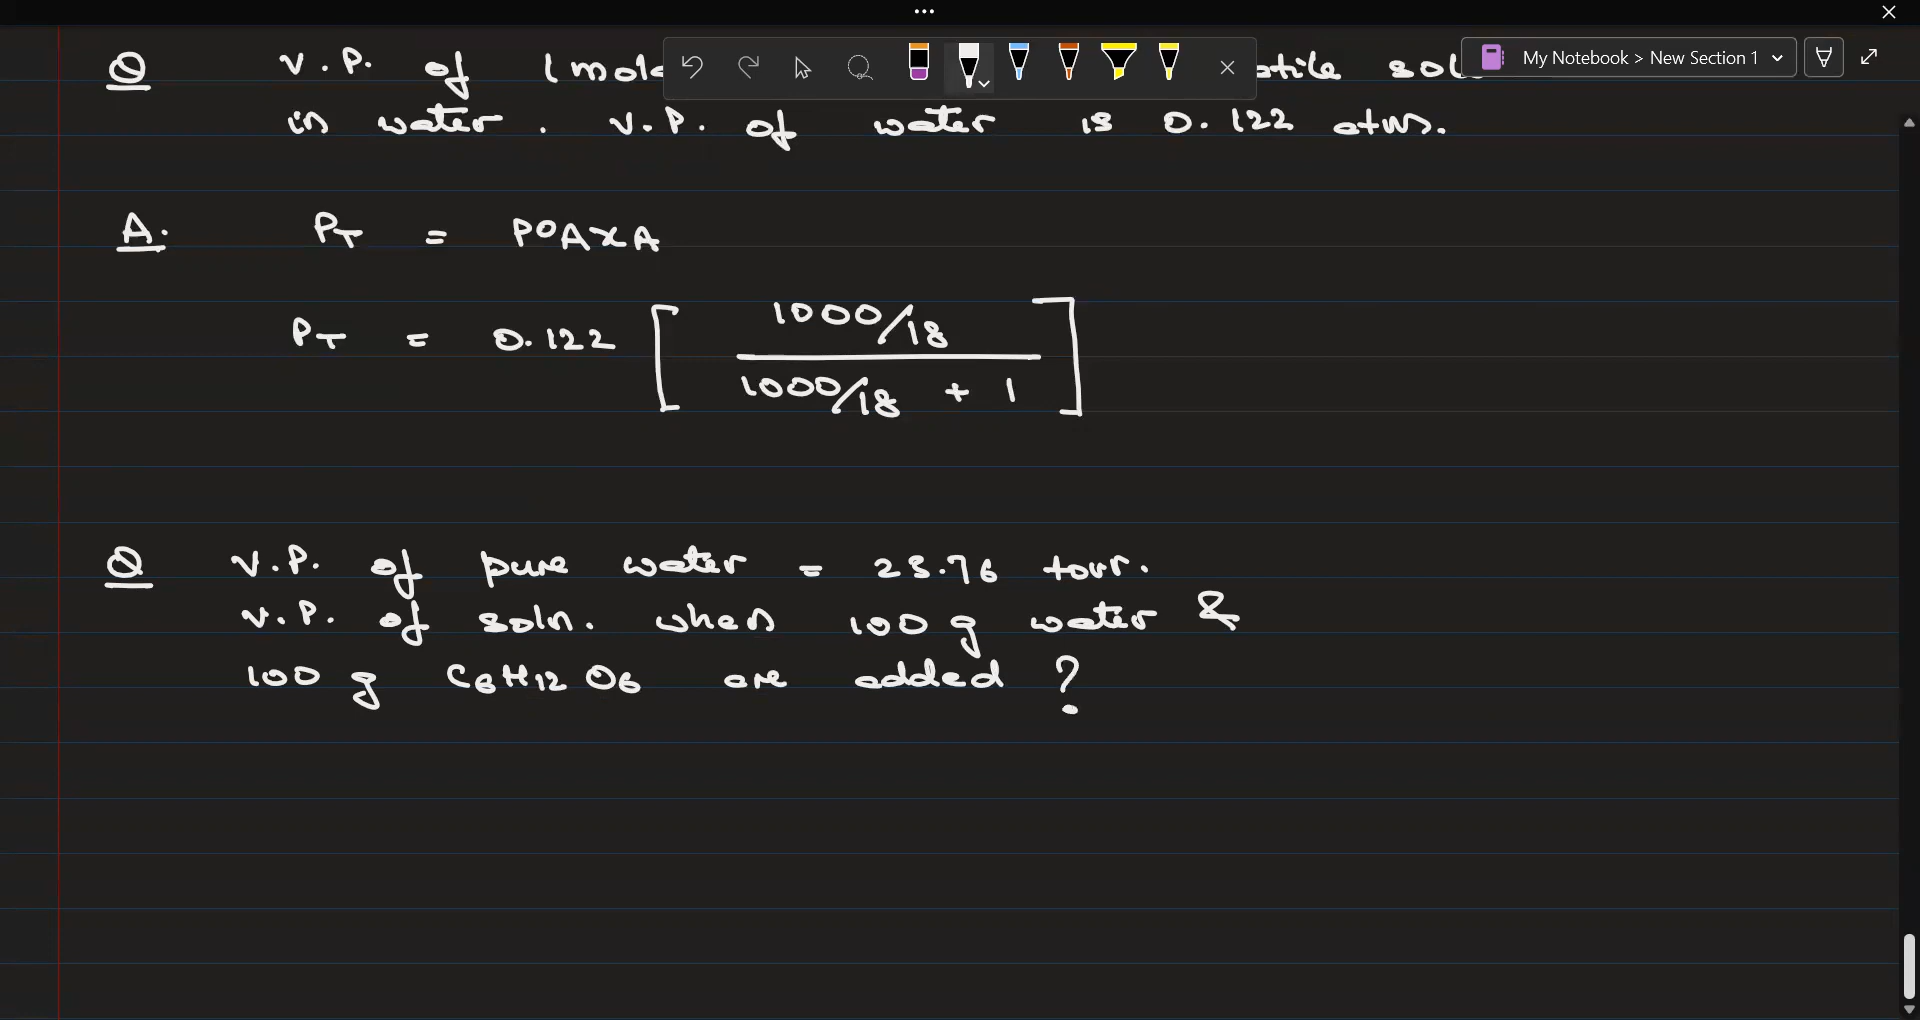 Q V.P. of 1 mola atile sol
My Notebook > New Section 1
in water. V.P. of water is 0.122 atm.
A. PT = P°AXA
PT = 0.122 [ 1000/18
1000/18 + 1 ]
Q V.P. of pure water = 23.76 torr.
V.P. of soln. when 100 g water &
100 g C6H12O6 are added ?